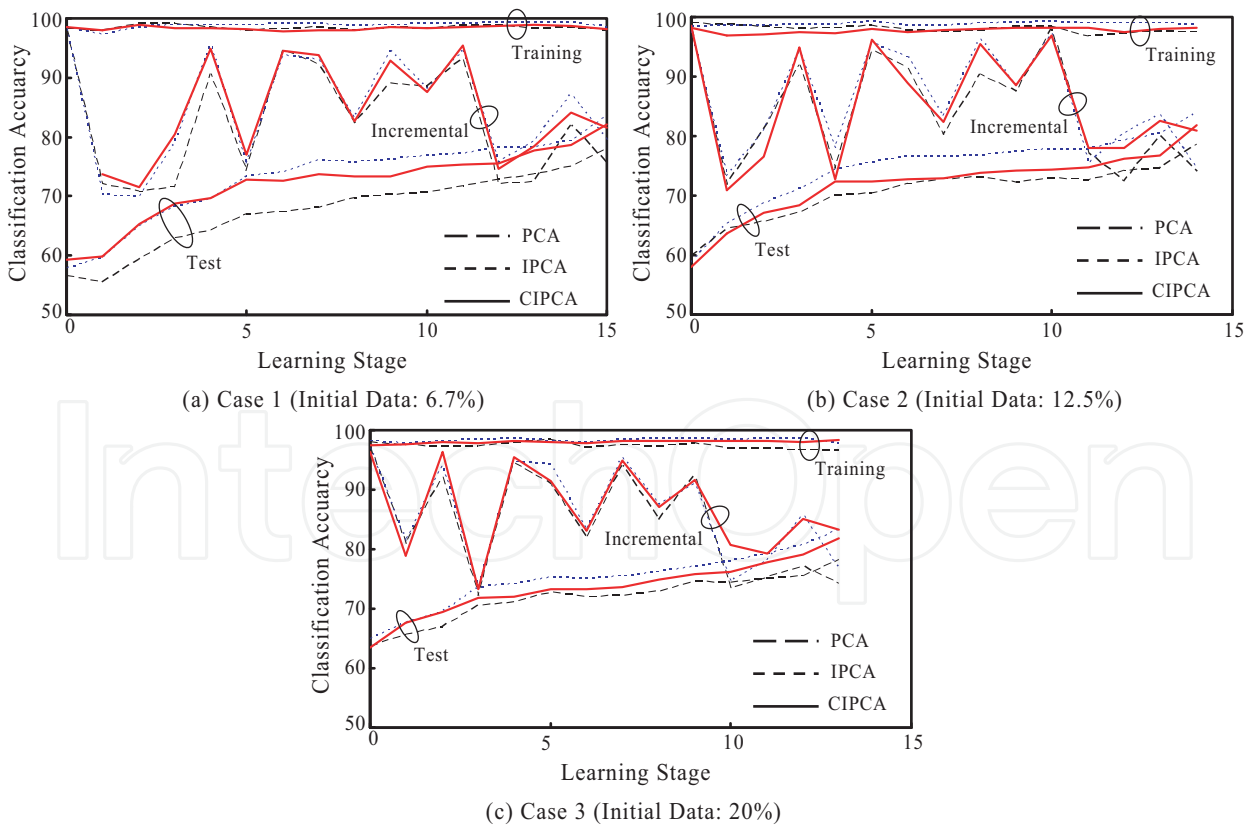 100
90
80
70
60
50
Classification Accuarcy
Training
Incremental
Test
PCA
IPCA
CIPCA
0
5
10
15
Learning Stage
(a) Case 1 (Initial Data: 6.7%)
100
90
80
70
60
50
Classification Accuarcy
Training
Incremental
Test
PCA
IPCA
CIPCA
0
5
10
15
Learning Stage
(b) Case 2 (Initial Data: 12.5%)
100
90
80
70
60
50
Classification Accuarcy
Training
Incremental
Test
PCA
IPCA
CIPCA
0
5
10
15
Learning Stage
(c) Case 3 (Initial Data: 20%)
IntechOpen